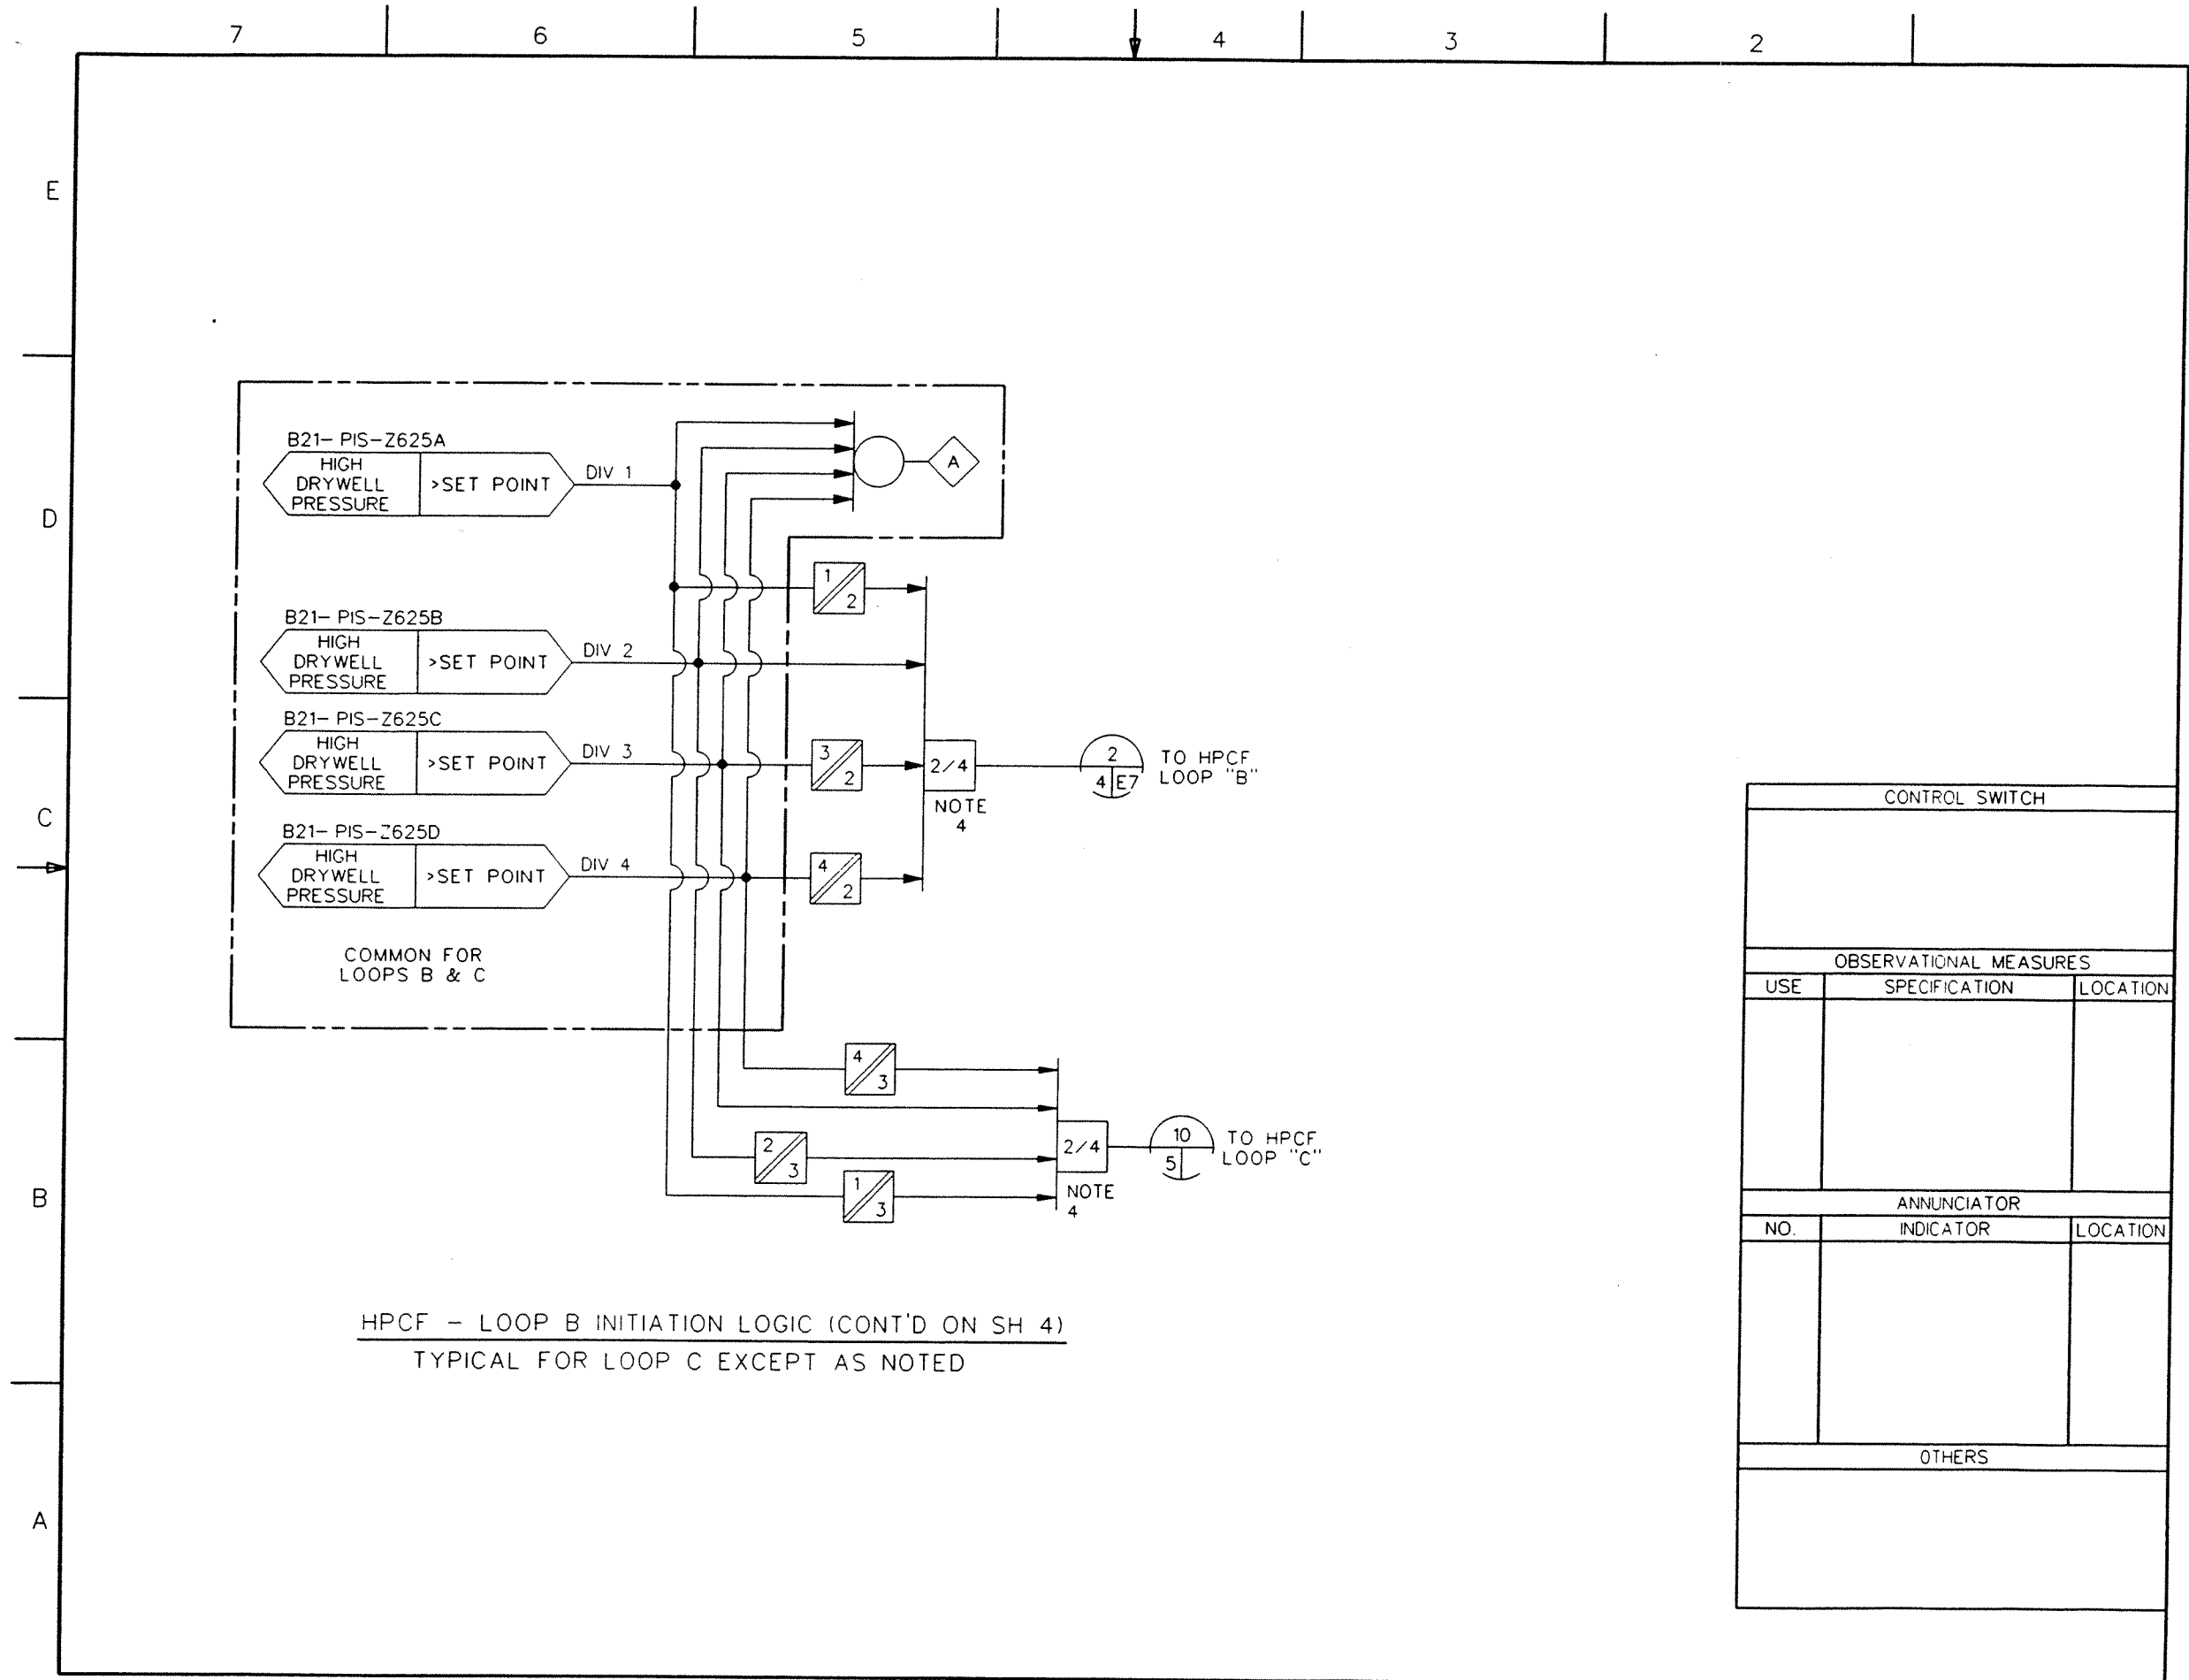 7 6 5 4 3 2
E
D
C
B
A
B21- PIS-Z625A
HIGH
DRYWELL
PRESSURE
>SET POINT
DIV 1
A
1
2
B21- PIS-Z625B
HIGH
DRYWELL
PRESSURE
>SET POINT
DIV 2
B21- PIS-Z625C
HIGH
DRYWELL
PRESSURE
>SET POINT
DIV 3
3
2
2/4
NOTE
4
2
4 E7
TO HPCF
LOOP "B"
B21- PIS-Z625D
HIGH
DRYWELL
PRESSURE
>SET POINT
DIV 4
4
2
COMMON FOR
LOOPS B & C
4
3
2
3
1
3
2/4
NOTE
4
10
5
TO HPCF
LOOP "C"
HPCF - LOOP B INITIATION LOGIC (CONT'D ON SH 4)
TYPICAL FOR LOOP C EXCEPT AS NOTED
CONTROL SWITCH
OBSERVATIONAL MEASURES
USE SPECIFICATION LOCATION
ANNUNCIATOR
NO. INDICATOR LOCATION
OTHERS